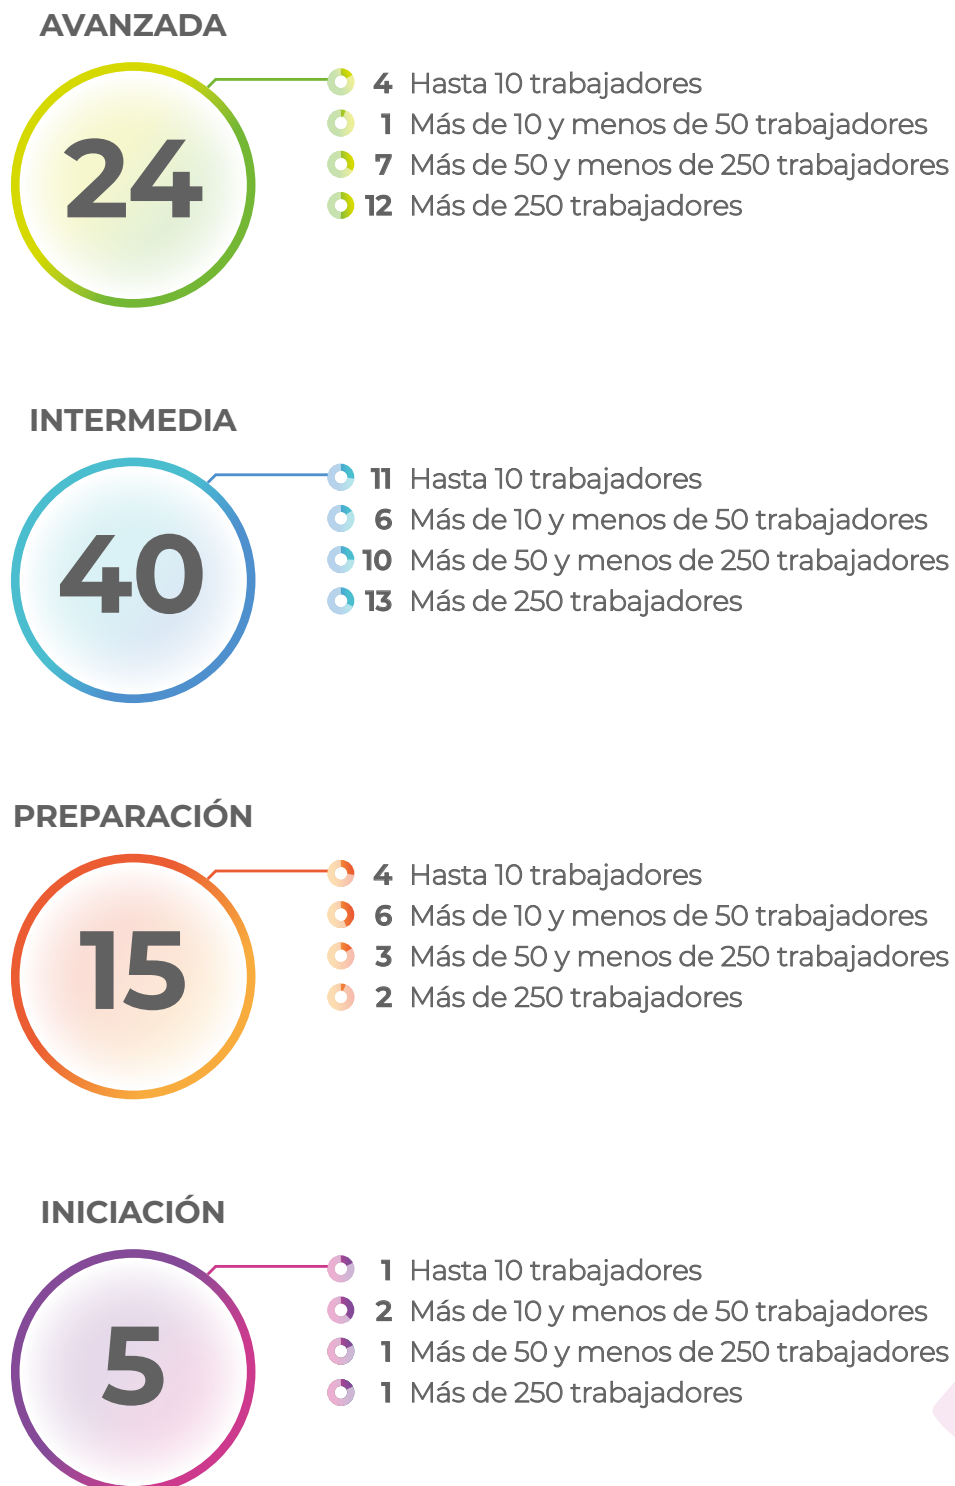 AVANZADA
24
4 Hasta 10 trabajadores
1 Más de 10 y menos de 50 trabajadores
7 Más de 50 y menos de 250 trabajadores
12 Más de 250 trabajadores
INTERMEDIA
40
11 Hasta 10 trabajadores
6 Más de 10 y menos de 50 trabajadores
10 Más de 50 y menos de 250 trabajadores
13 Más de 250 trabajadores
PREPARACIÓN
15
4 Hasta 10 trabajadores
6 Más de 10 y menos de 50 trabajadores
3 Más de 50 y menos de 250 trabajadores
2 Más de 250 trabajadores
INICIACIÓN
5
1 Hasta 10 trabajadores
2 Más de 10 y menos de 50 trabajadores
1 Más de 50 y menos de 250 trabajadores
1 Más de 250 trabajadores